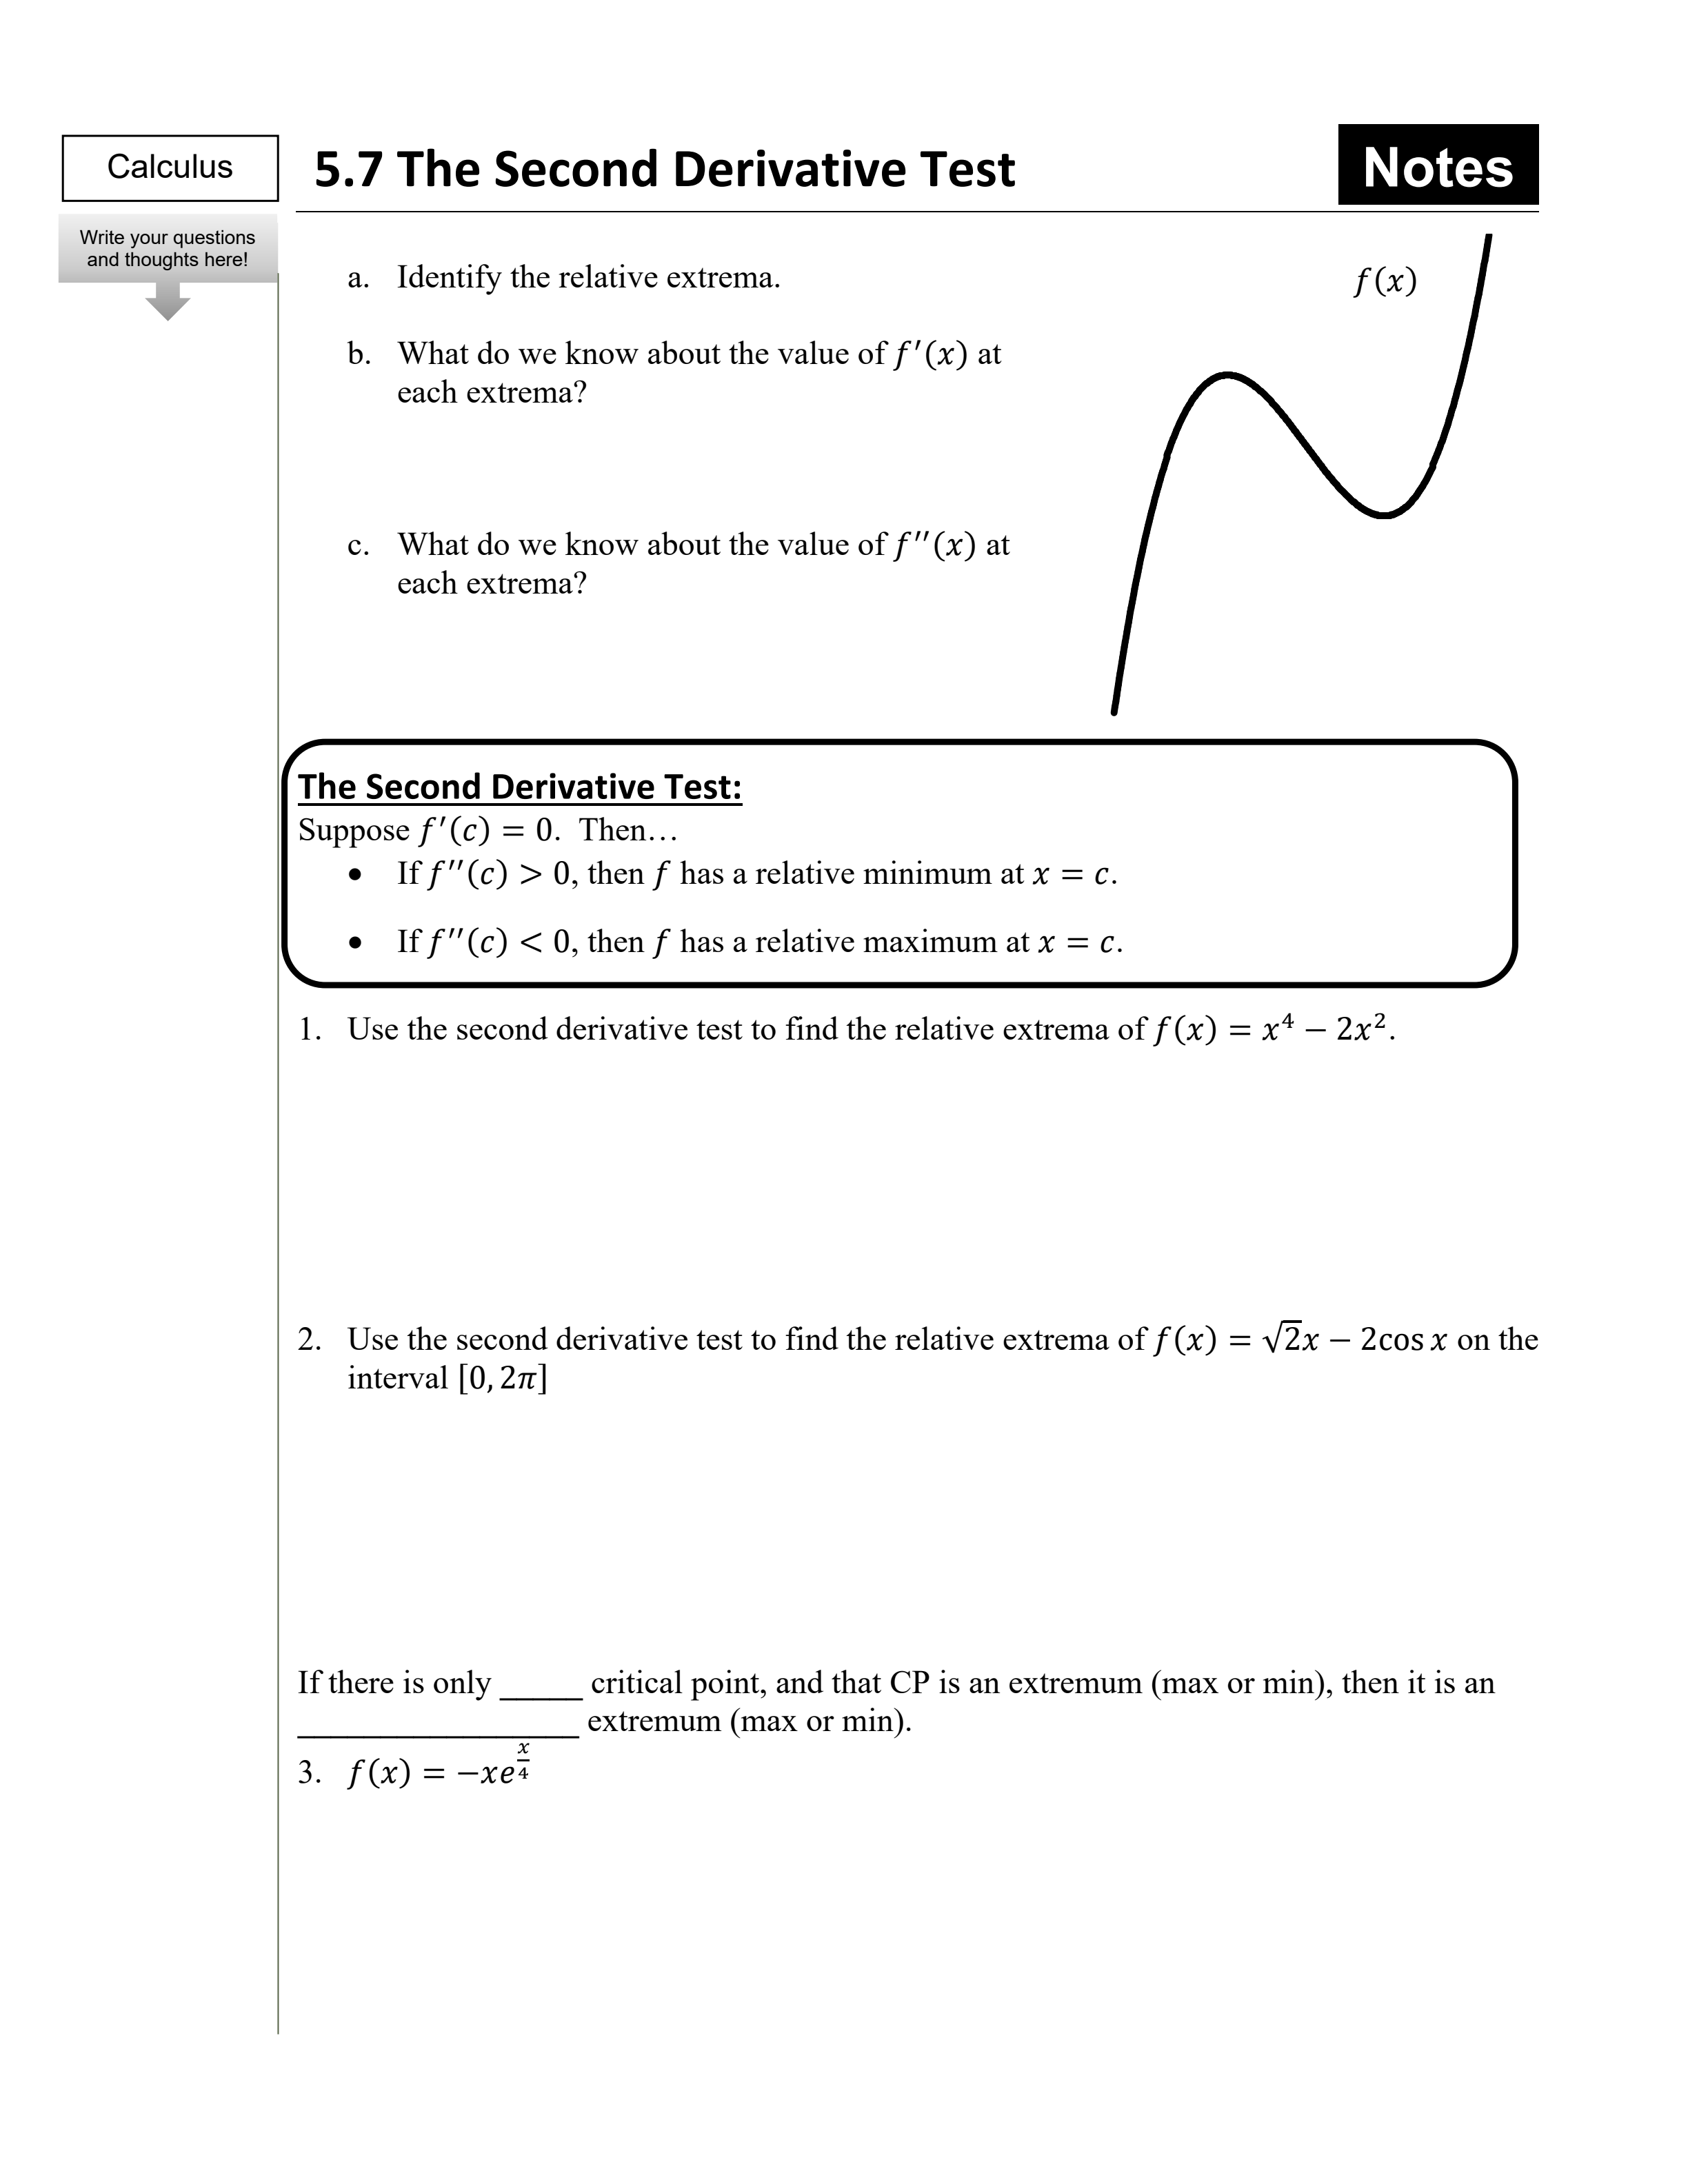 Calculus
5.7 The Second Derivative Test
Notes
Write your questions
and thoughts here!
a. Identify the relative extrema.
f(x)
b. What do we know about the value of f′(x) at
each extrema?
c. What do we know about the value of f″(x) at
each extrema?
The Second Derivative Test:
Suppose f′(c) = 0. Then…
• If f″(c) > 0, then f has a relative minimum at x = c.
• If f″(c) < 0, then f has a relative maximum at x = c.
1. Use the second derivative test to find the relative extrema of f(x) = x⁴ − 2x².
2. Use the second derivative test to find the relative extrema of f(x) = √2x − 2cos x on the
interval [0, 2π]
If there is only _____ critical point, and that CP is an extremum (max or min), then it is an
_________________ extremum (max or min).
3. f(x) = −xe^(x/4)